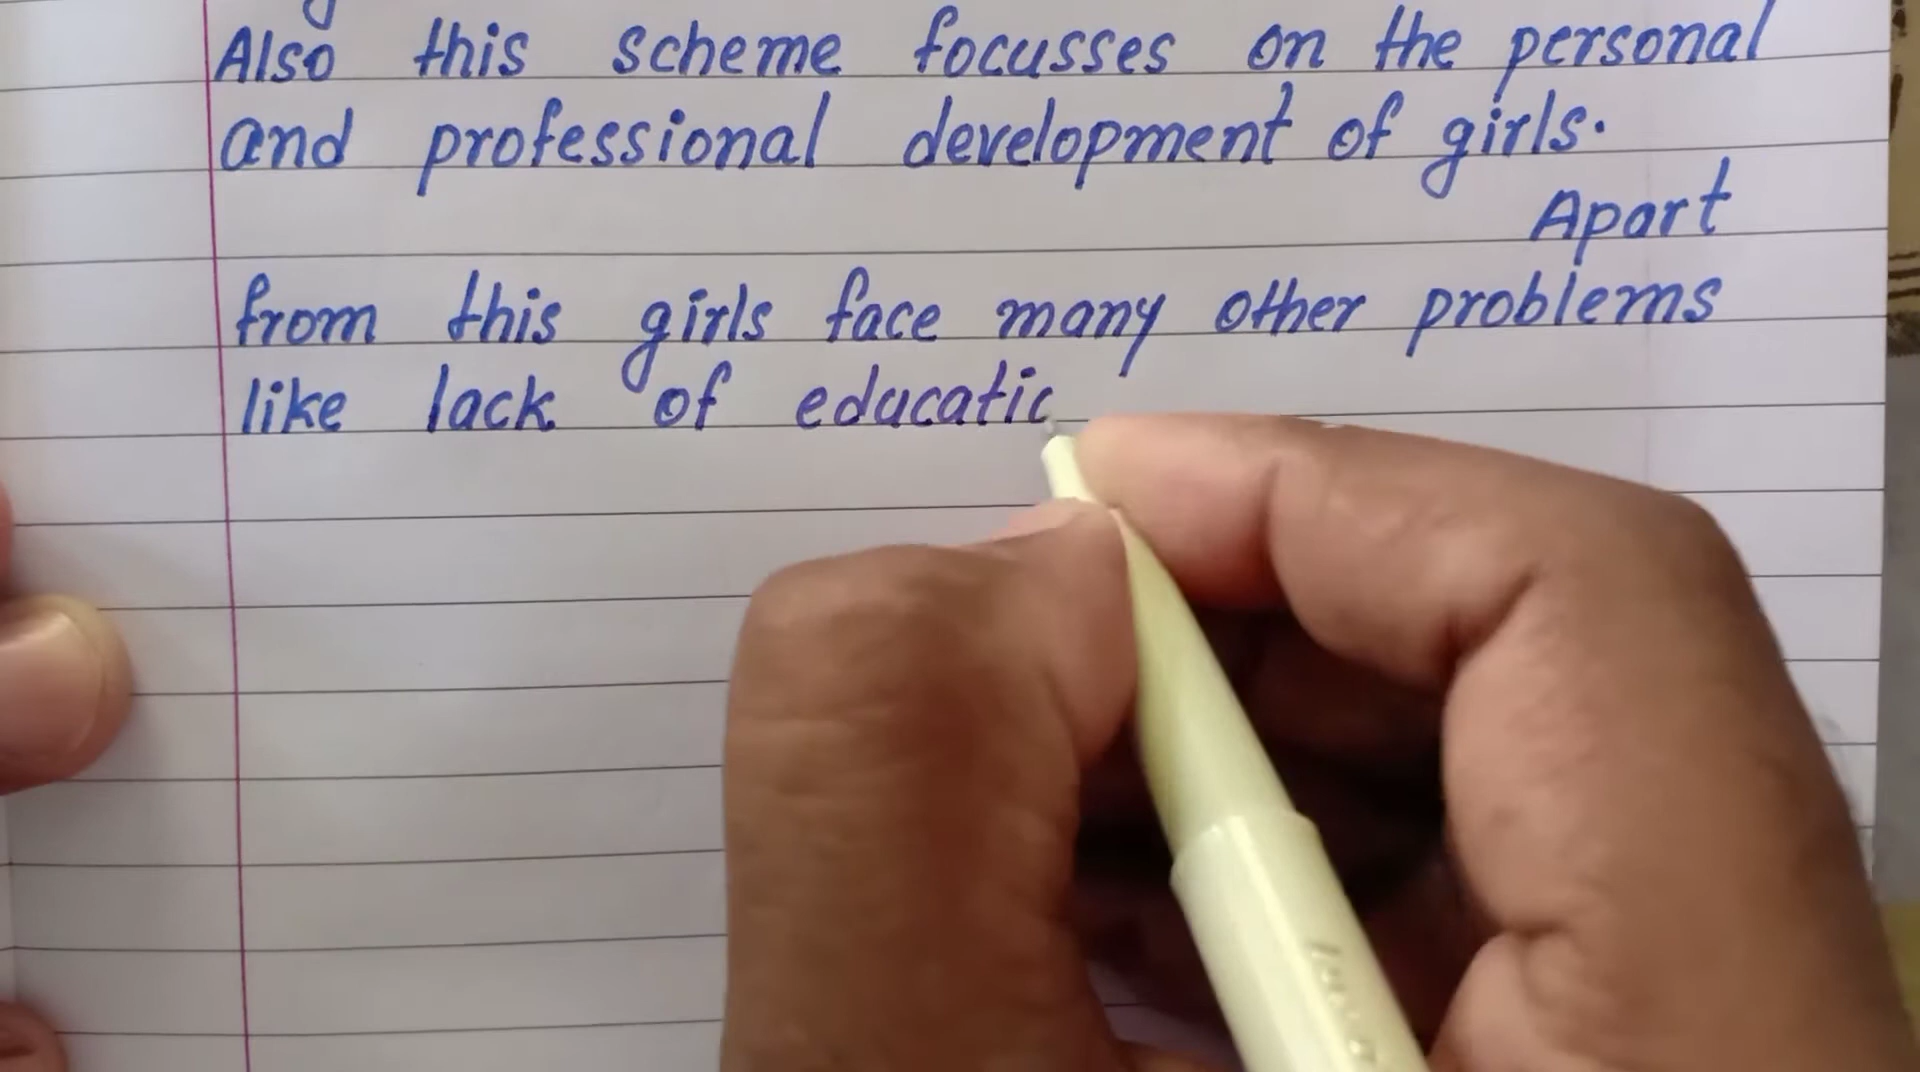 Also this scheme focusses on the personal
and professional development of girls.
Apart
from this girls face many other problems
like lack of educatic